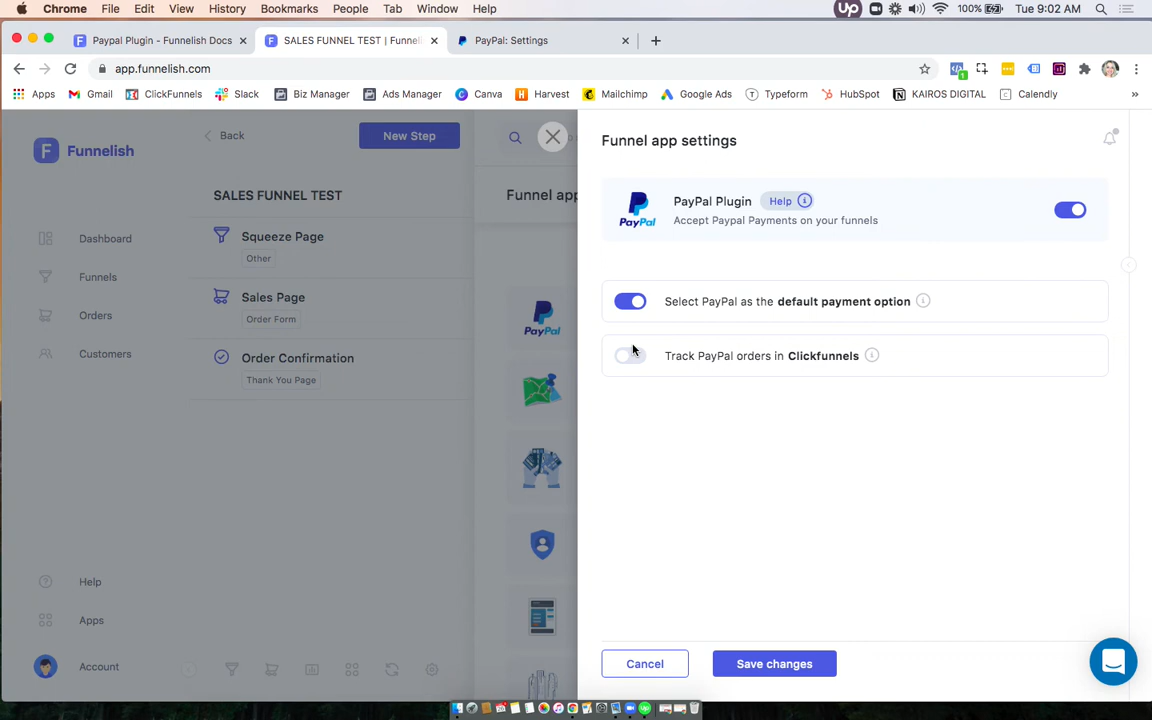 Chrome File Edit View History Bookmarks People Tab Window Help
Up
100%
Tue 9:02 AM
Paypal Plugin - Funnelish Docs
SALES FUNNEL TEST | Funneli
PayPal: Settings
app.funnelish.com
1
Apps
Gmail
ClickFunnels
Slack
Biz Manager
Ads Manager
Canva
Harvest
Mailchimp
Google Ads
Typeform
HubSpot
KAIROS DIGITAL
Calendly
»
F Funnelish
Dashboard
Funnels
Orders
Customers
Help
Apps
Account
Back
New Step
SALES FUNNEL TEST
Squeeze Page
Other
Sales Page
Order Form
Order Confirmation
Thank You Page
Funnel app
PayPal
Funnel app settings
PayPal
PayPal Plugin
Help
Accept Paypal Payments on your funnels
Select PayPal as the default payment option
Track PayPal orders in Clickfunnels
Cancel
Save changes